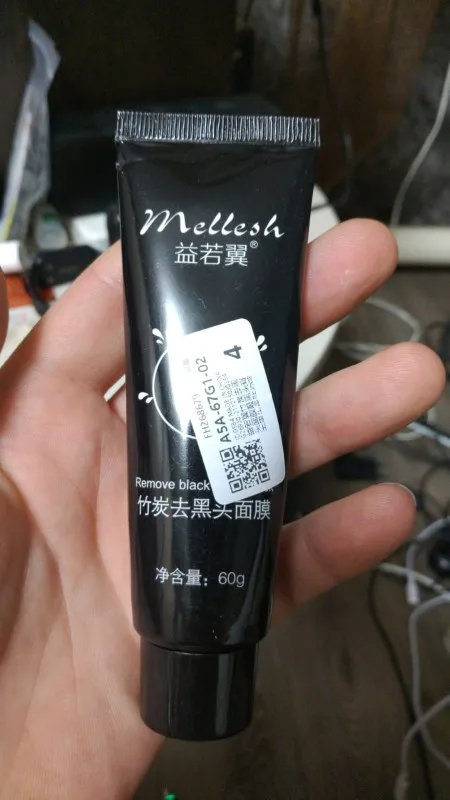 Mellesh
益若翼®
FH268679
A5A-67G1-02
4
Remove black
竹炭去黑头面膜
净含量：60g